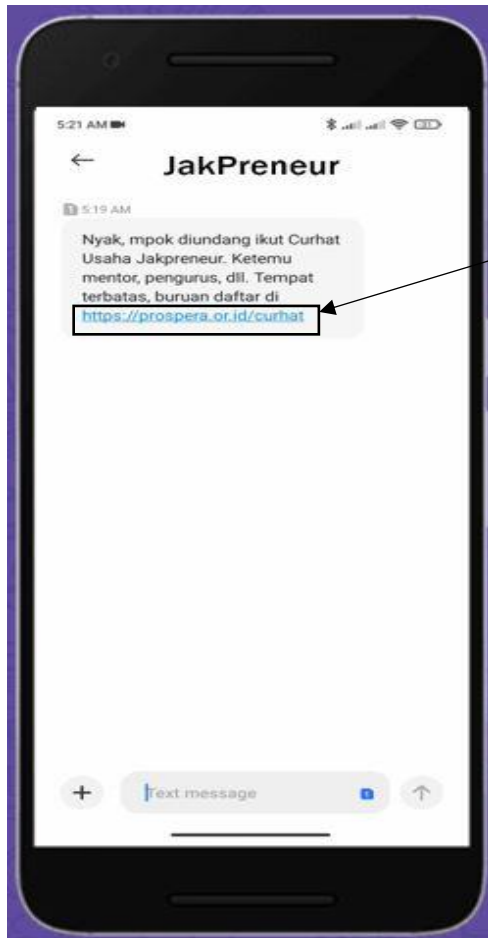 5:21 AM
JakPreneur
5:19 AM
Nyak, mpok diundang ikut Curhat
Usaha Jakpreneur. Ketemu
mentor, pengurus, dll. Tempat
terbatas, buruan daftar di
https://prospera.or.id/curhat
Text message